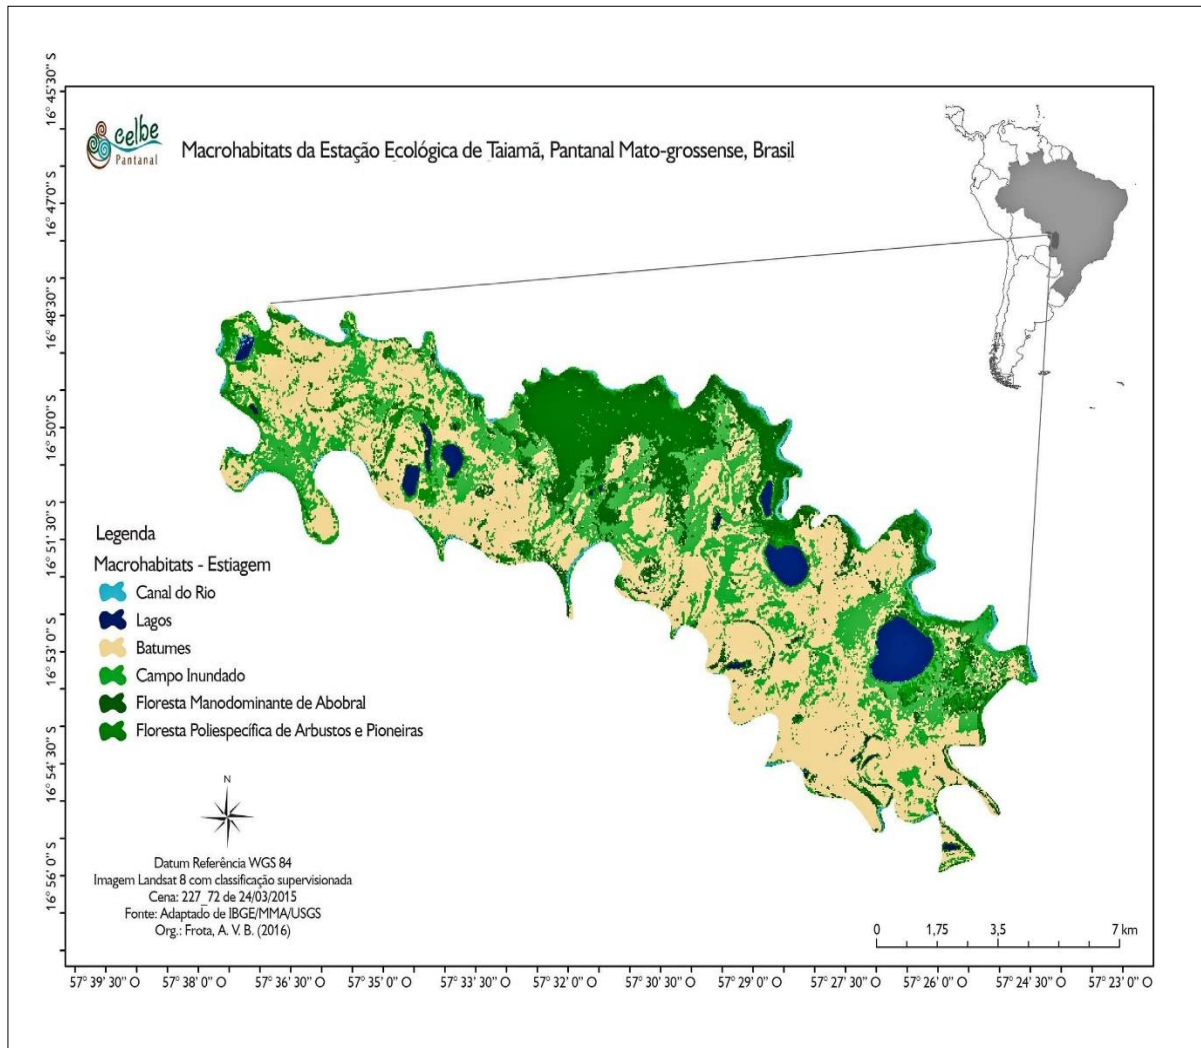 celbe
Pantanal
Macrohabitats da Estação Ecológica de Taiamã, Pantanal Mato-grossense, Brasil
16° 45' 30" S
16° 47' 0" S
16° 48' 30" S
16° 50' 0" S
16° 51' 30" S
16° 53' 0" S
16° 54' 30" S
16° 56' 0" S
Legenda
Macrohabitats - Estiagem
Canal do Rio
Lagos
Batumes
Campo Inundado
Floresta Manodominante de Abobral
Floresta Poliespecífica de Arbustos e Pioneiras
N
Datum Referência WGS 84
Imagem Landsat 8 com classificação supervisionada
Cena: 227_72 de 24/03/2015
Fonte: Adaptado de IBGE/MMA/USGS
Org.: Frota, A. V. B. (2016)
0 1,75 3,5 7 km
57° 39' 30" O 57° 38' 0" O 57° 36' 30" O 57° 35' 0" O 57° 33' 30" O 57° 32' 0" O 57° 30' 30" O 57° 29' 0" O 57° 27' 30" O 57° 26' 0" O 57° 24' 30" O 57° 23' 0" O